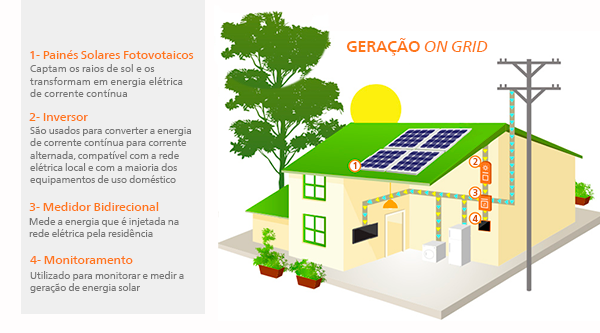 GERAÇÃO ON GRID
1- Painés Solares Fotovotaicos
Captam os raios de sol e os
transformam em energia elétrica
de corrente contínua
2- Inversor
São usados para converter a energia
de corrente contínua para corrente
alternada, compatível com a rede
elétrica local e com a maioria dos
equipamentos de uso doméstico
3- Medidor Bidirecional
Mede a energia que é injetada na
rede elétrica pela residência
4- Monitoramento
Utilizado para monitorar e medir a
geração de energia solar
1
2
3
4